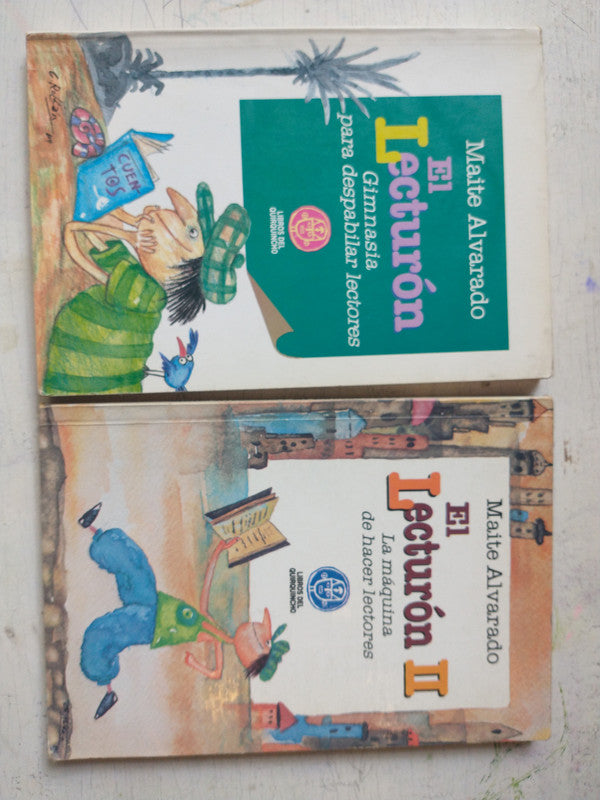 Maite Alvarado
El
Lecturón
Gimnasia
para despabilar lectores
LIBROS DEL
QUIRQUINCHO
CUEN
TOS
Maite Alvarado
El
Lecturón II
La máquina
de hacer lectores
LIBROS DEL
QUIRQUINCHO